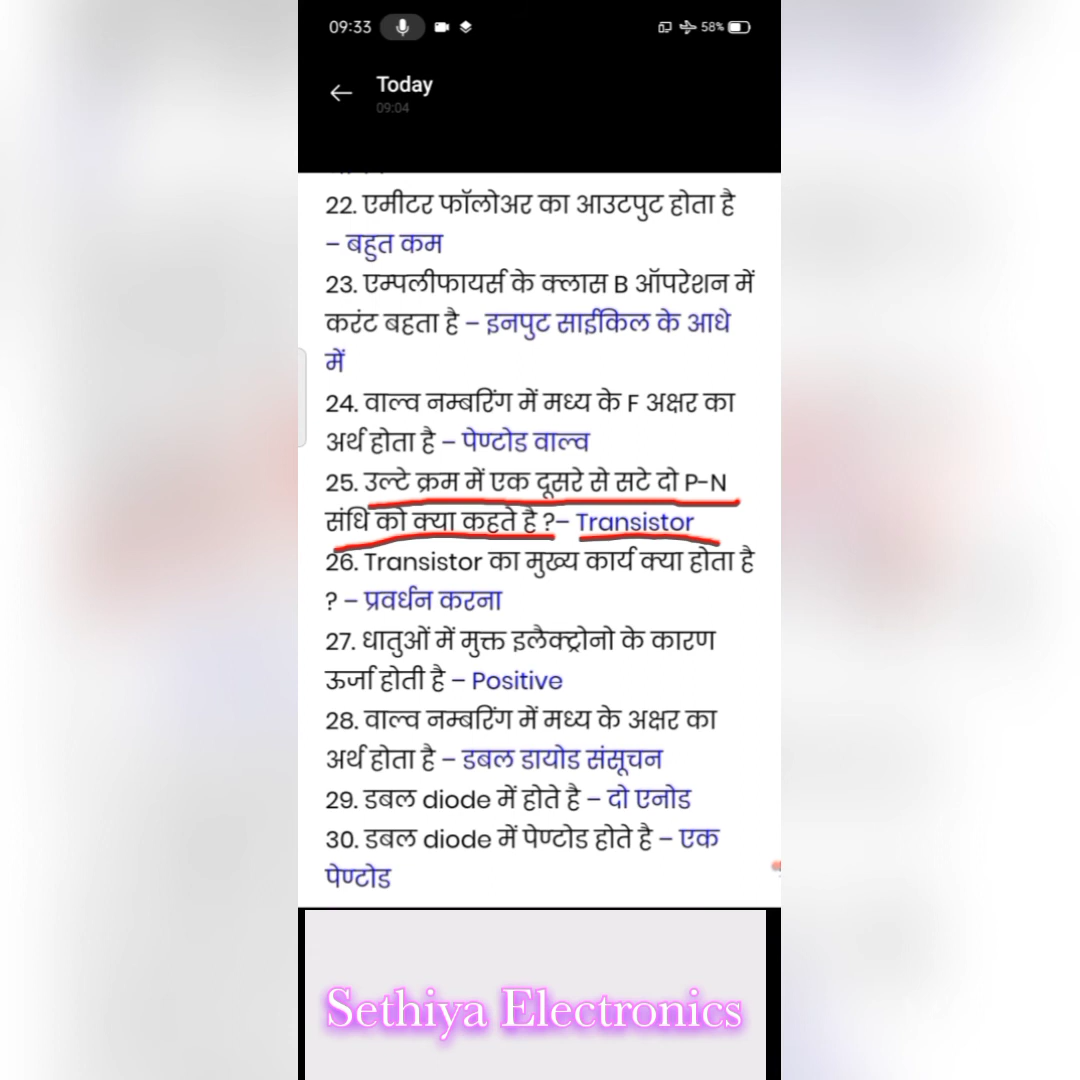 09:33
58%
Today
09:04
22. एमीटर फॉलोअर का आउटपुट होता है
– बहुत कम
23. एम्पलीफायर्स के क्लास B ऑपरेशन में
करंट बहता है – इनपुट साईकिल के आधे
में
24. वाल्व नम्बरिंग में मध्य के F अक्षर का
अर्थ होता है – पेण्टोड वाल्व
25. उल्टे क्रम में एक दूसरे से सटे दो P-N
संधि को क्या कहते है ?– Transistor
26. Transistor का मुख्य कार्य क्या होता है
? – प्रवर्धन करना
27. धातुओं में मुक्त इलैक्ट्रोनो के कारण
ऊर्जा होती है – Positive
28. वाल्व नम्बरिंग में मध्य के अक्षर का
अर्थ होता है – डबल डायोड संसूचन
29. डबल diode में होते है – दो एनोड
30. डबल diode में पेण्टोड होते है – एक
पेण्टोड
Sethiya Electronics